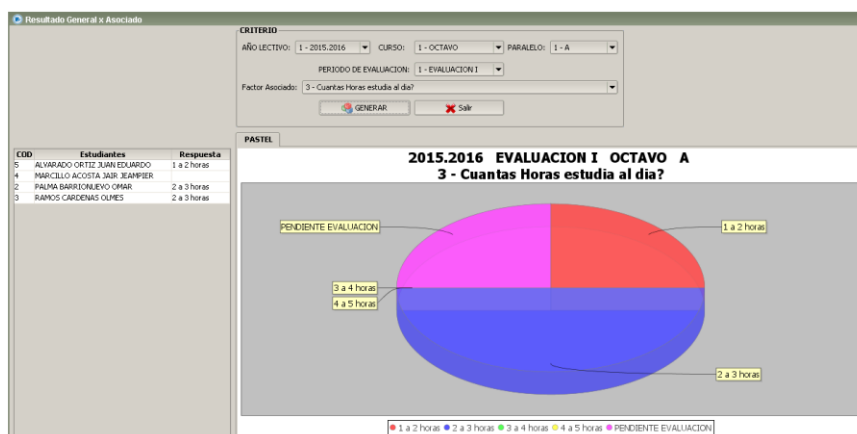 Resultado General x Asociado
CRITERIO
AÑO LECTIVO: 1 - 2015.2016 CURSO: 1 - OCTAVO PARALELO: 1 - A
PERIODO DE EVALUACION: 1 - EVALUACION I
Factor Asociado: 3 - Cuantas Horas estudia al dia?
GENERAR Salir
PASTEL
COD Estudiantes Respuesta
5 ALVARADO ORTIZ JUAN EDUARDO 1 a 2 horas
4 MARCILLO ACOSTA JAIR JEAMPIER
2 PALMA BARRIONUEVO OMAR 2 a 3 horas
3 RAMOS CARDENAS OLMES 2 a 3 horas
2015.2016 EVALUACION I OCTAVO A
3 - Cuantas Horas estudia al dia?
PENDIENTE EVALUACION
1 a 2 horas
3 a 4 horas
4 a 5 horas
2 a 3 horas
1 a 2 horas 2 a 3 horas 3 a 4 horas 4 a 5 horas PENDIENTE EVALUACION